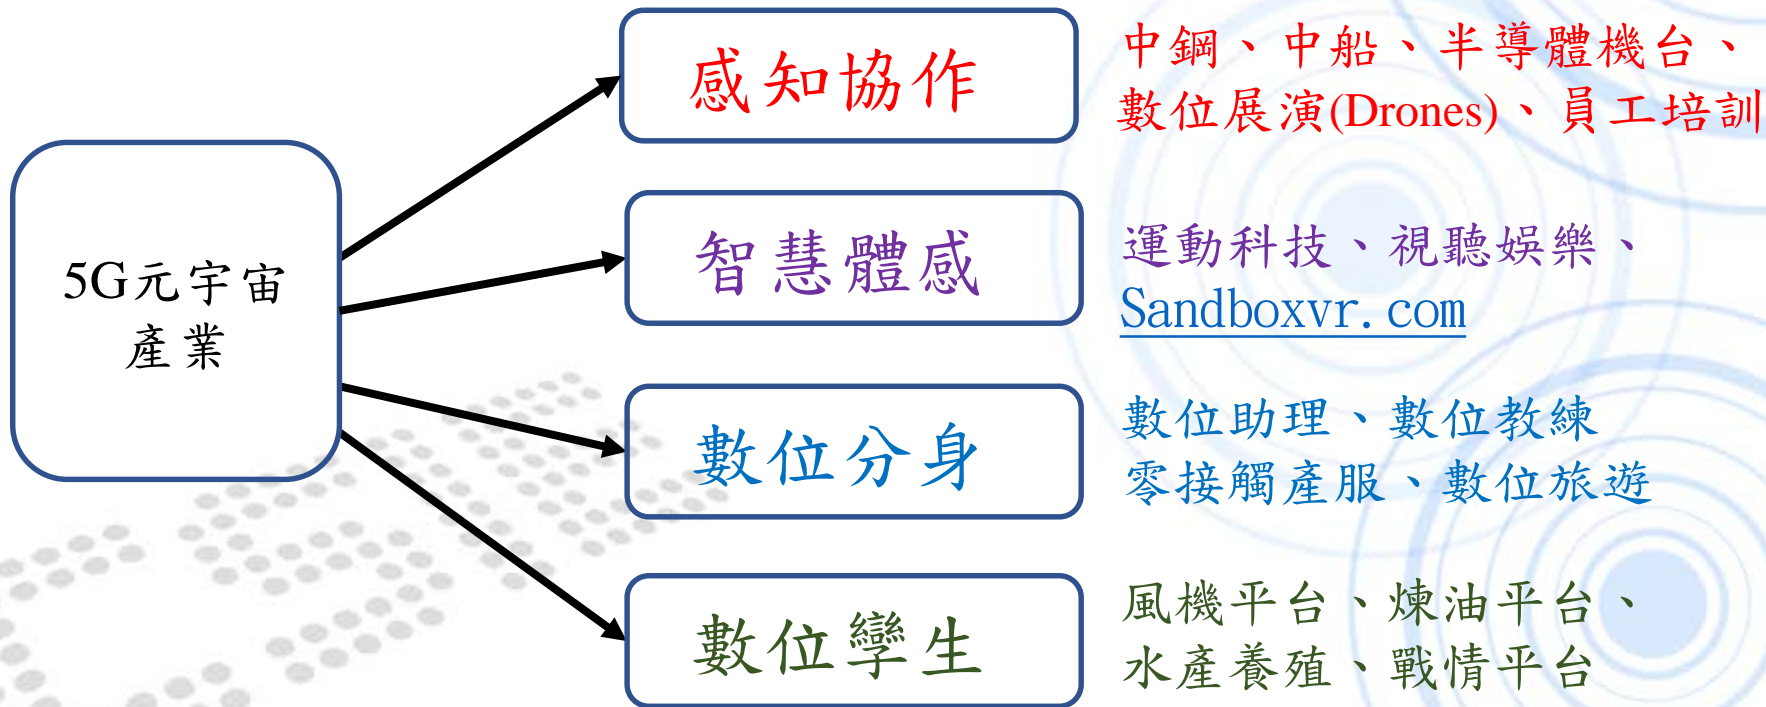 5G元宇宙
產業
感知協作
中鋼、中船、半導體機台、
數位展演(Drones)、員工培訓
智慧體感
運動科技、視聽娛樂、
Sandboxvr.com
數位分身
數位助理、數位教練
零接觸產服、數位旅遊
數位孿生
風機平台、煉油平台、
水產養殖、戰情平台